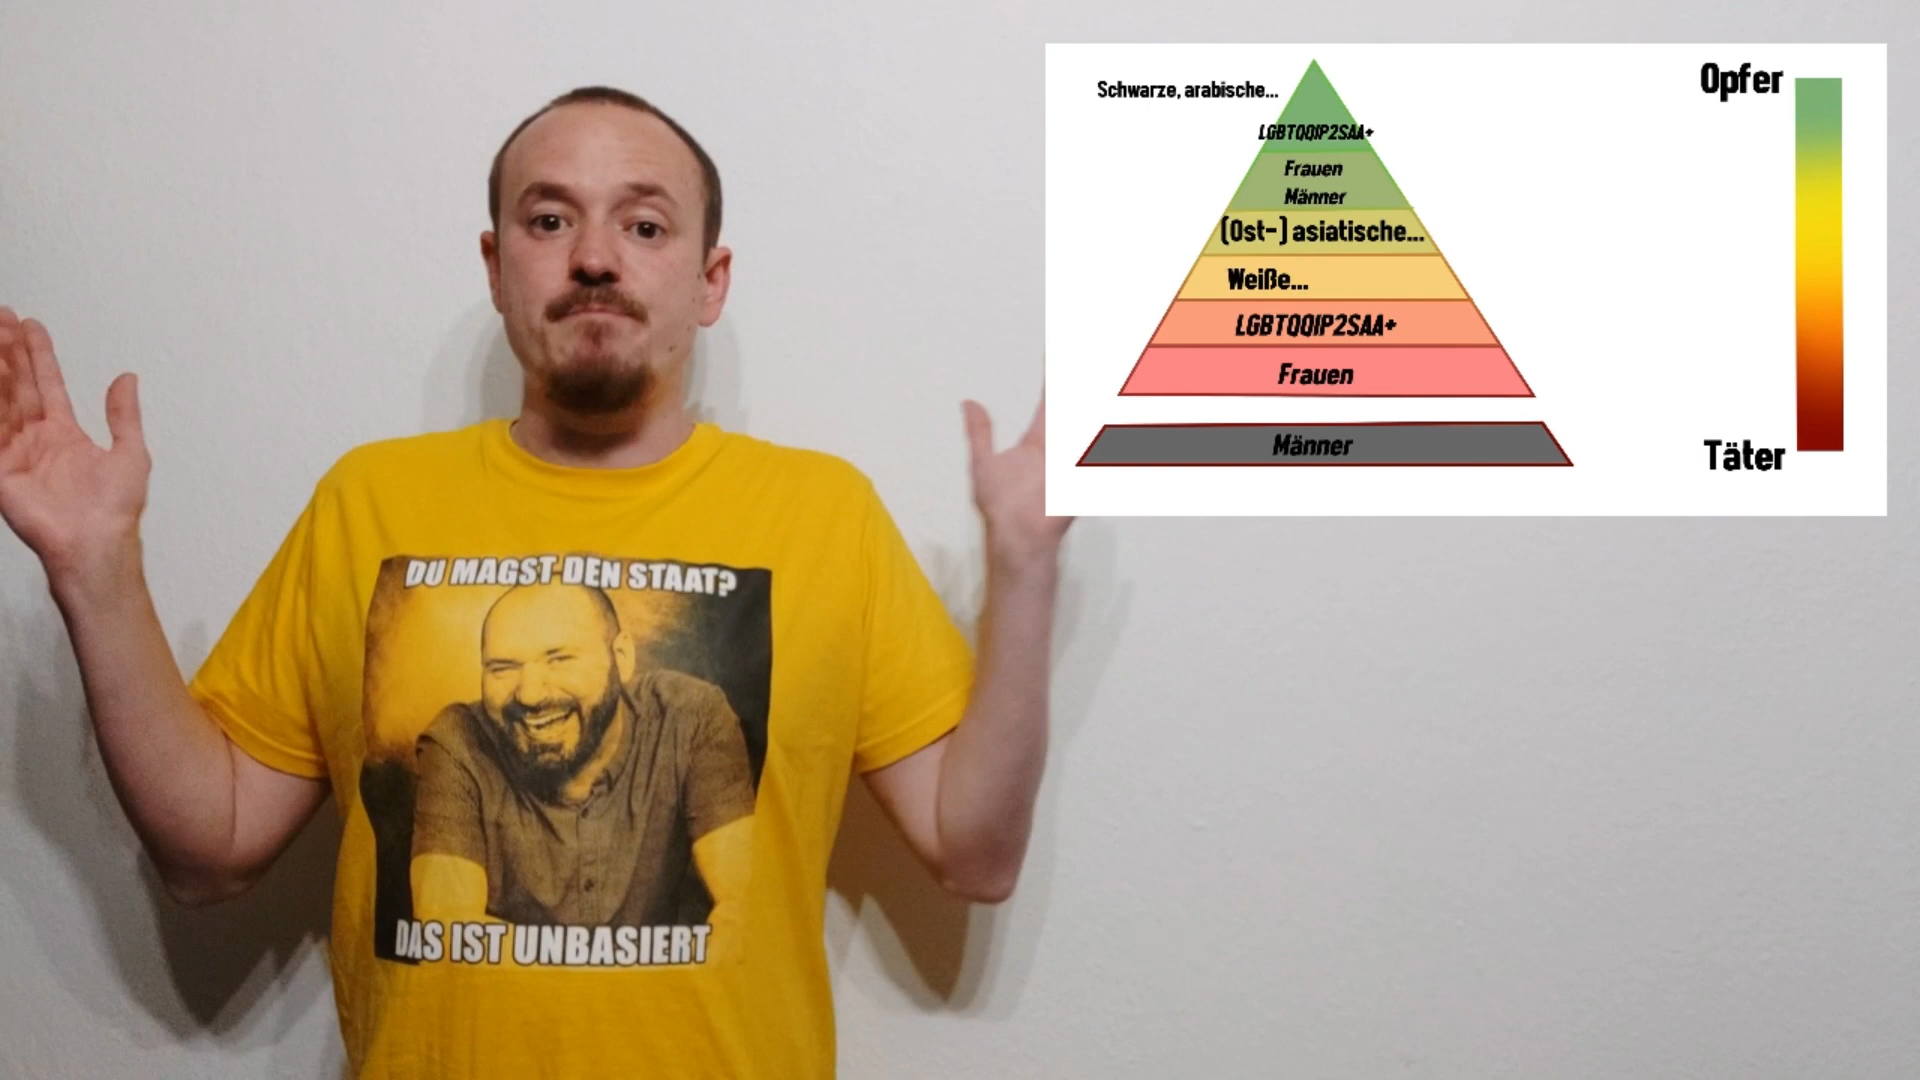 Schwarze, arabische...
LGBTQQIP2SAA+
Frauen
Männer
(Ost-) asiatische...
Weiße...
LGBTQQIP2SAA+
Frauen
Männer
Opfer
Täter
DU MAGST DEN STAAT?
DAS IST UNBASIERT